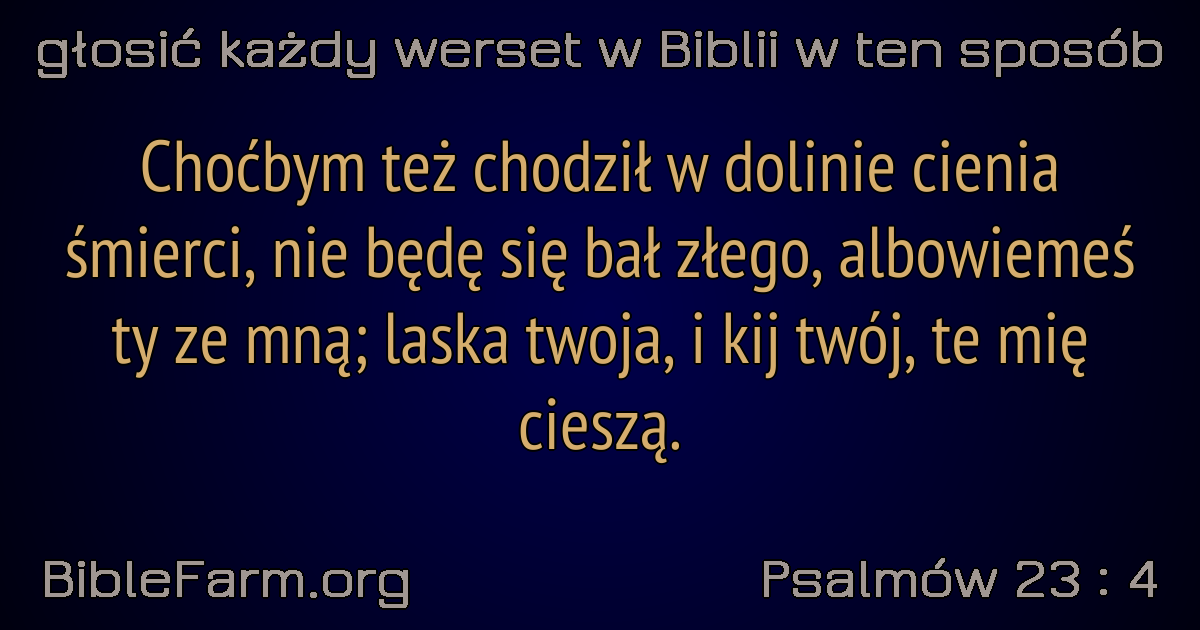 głosić każdy werset w Biblii w ten sposób
Choćbym też chodził w dolinie cienia
śmierci, nie będę się bał złego, albowiemeś
ty ze mną; laska twoja, i kij twój, te mię
cieszą.
BibleFarm.org
Psalmów 23 : 4